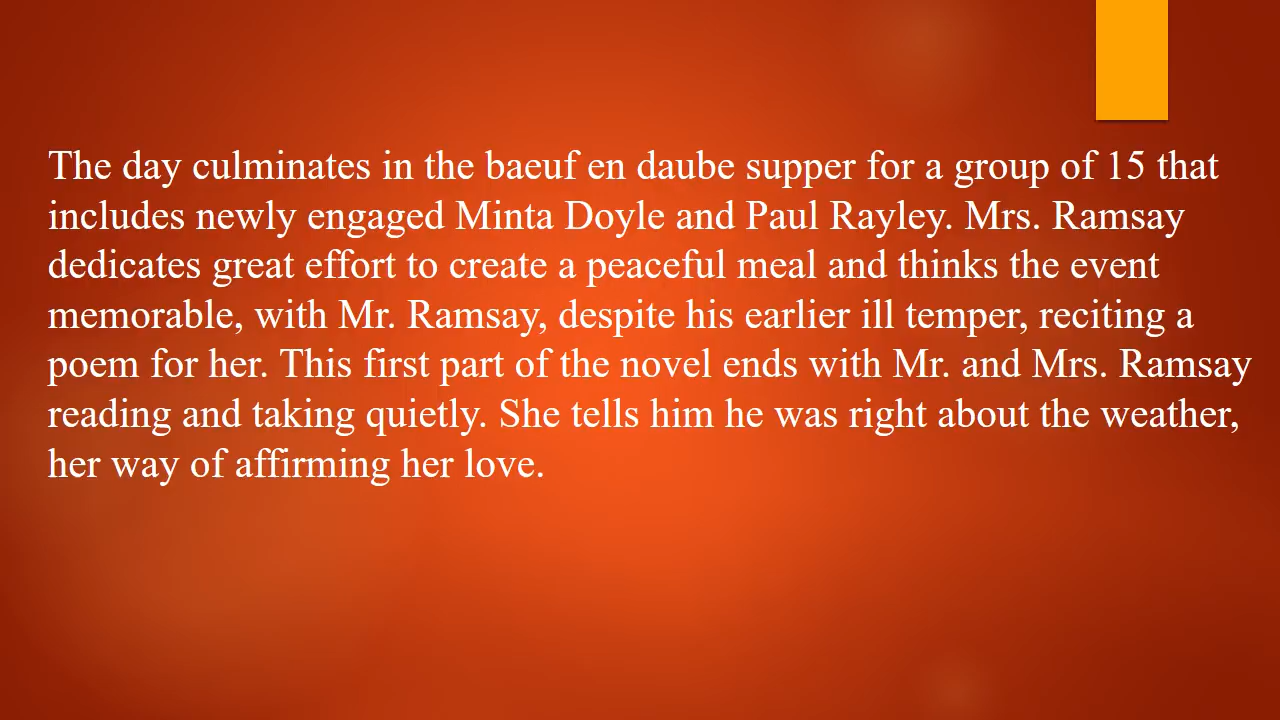 The day culminates in the baeuf en daube supper for a group of 15 that
includes newly engaged Minta Doyle and Paul Rayley. Mrs. Ramsay
dedicates great effort to create a peaceful meal and thinks the event
memorable, with Mr. Ramsay, despite his earlier ill temper, reciting a
poem for her. This first part of the novel ends with Mr. and Mrs. Ramsay
reading and taking quietly. She tells him he was right about the weather,
her way of affirming her love.